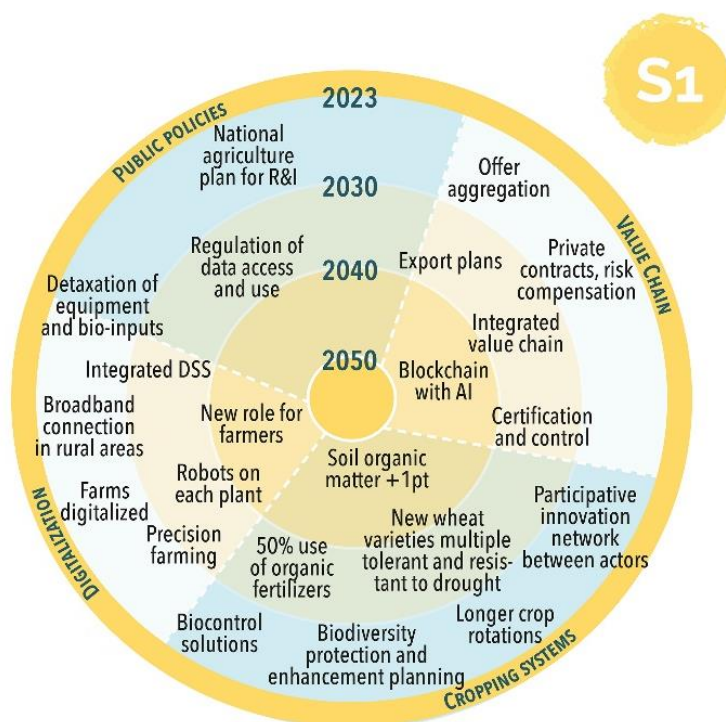 S1
PUBLIC POLICIES
2023
National
agriculture
plan for R&I
2030
Regulation of
data access
and use
2040
Detaxation of
equipment
and bio-inputs
2050
VALUE CHAIN
Offer
aggregation
Export plans
Private
contracts, risk
compensation
Integrated
value chain
Blockchain
with AI
Certification
and control
DIGITALIZATION
Integrated DSS
Broadband
connection
in rural areas
New role for
farmers
Farms
digitalized
Robots on
each plant
Precision
farming
CROPPING SYSTEMS
Soil organic
matter +1pt
50% use
of organic
fertilizers
New wheat
varieties multiple
tolerant and resis-
tant to drought
Participative
innovation
network
between actors
Biocontrol
solutions
Biodiversity
protection and
enhancement planning
Longer crop
rotations